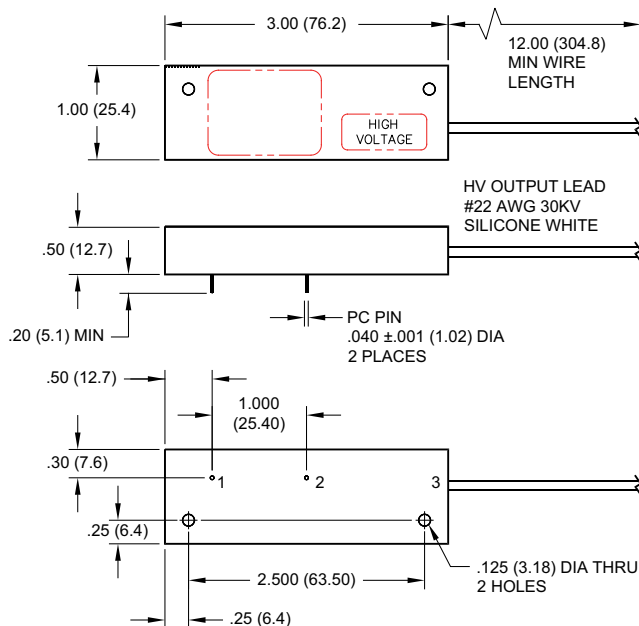 3.00 (76.2)
12.00 (304.8)
MIN WIRE
LENGTH
1.00 (25.4)
HIGH
VOLTAGE
HV OUTPUT LEAD
#22 AWG 30KV
SILICONE WHITE
.50 (12.7)
.20 (5.1) MIN
PC PIN
.040 ±.001 (1.02) DIA
2 PLACES
.50 (12.7)
1.000
(25.40)
.30 (7.6)
1
2
3
.25 (6.4)
2.500 (63.50)
.125 (3.18) DIA THRU
2 HOLES
.25 (6.4)